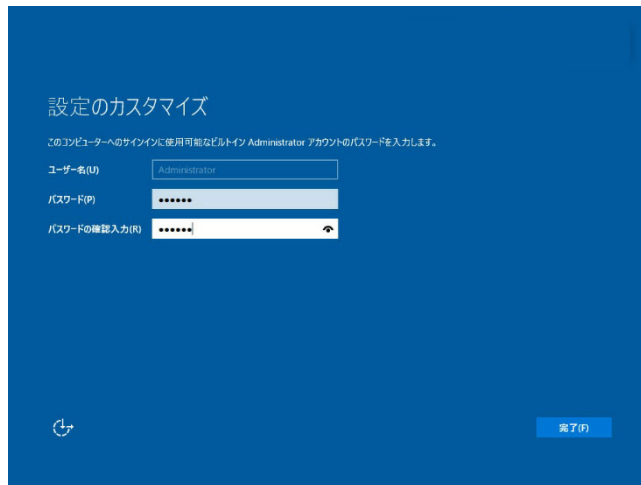 設定のカスタマイズ
このコンピューターへのサインインに使用可能なビルトイン Administrator アカウントのパスワードを入力します。
ユーザー名(U) Administrator
パスワード(P) ●●●●●●
パスワードの確認入力(R) ●●●●●●
完了(F)